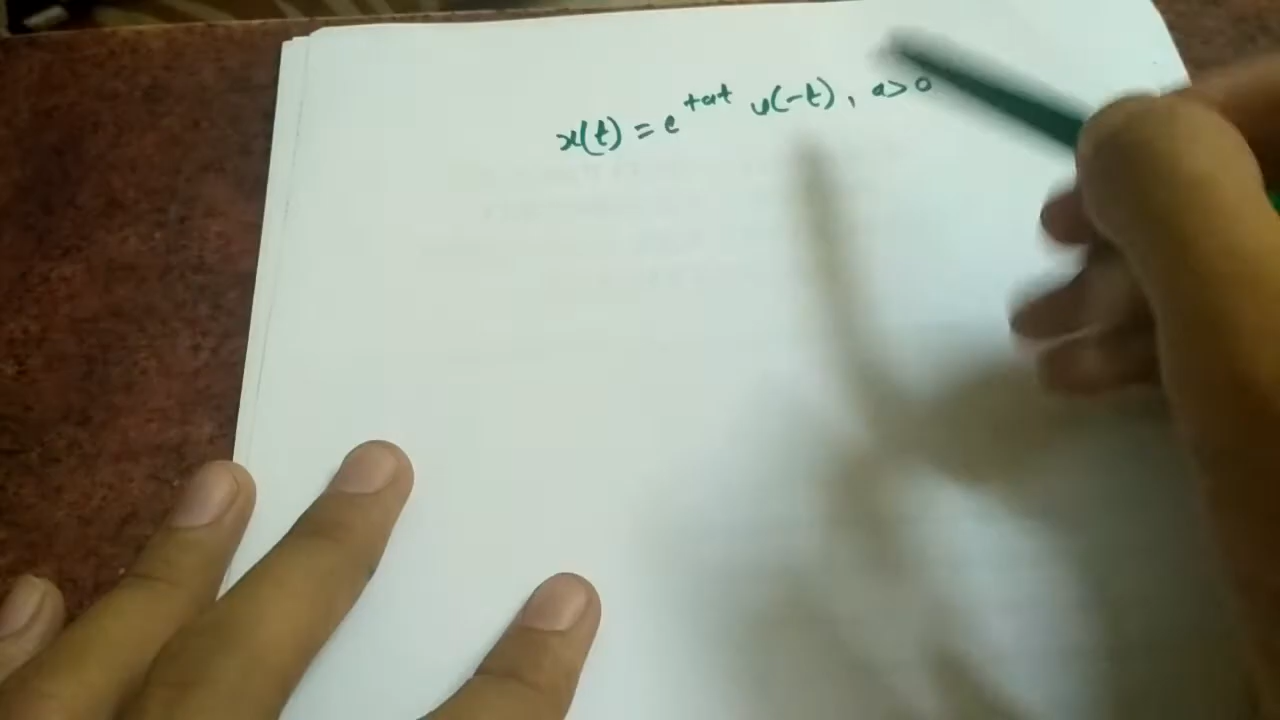 x(t) = e^{+at} u(-t), a>0